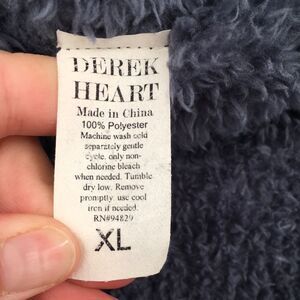 DEREK
HEART
Made in China
100% Polyester
Machine wash cold
separately gentle
cycle. only non-
chlorine bleach
when needed. Tumble
dry low. Remove
promptly. use cool
iron if needed.
RN#94829
XL